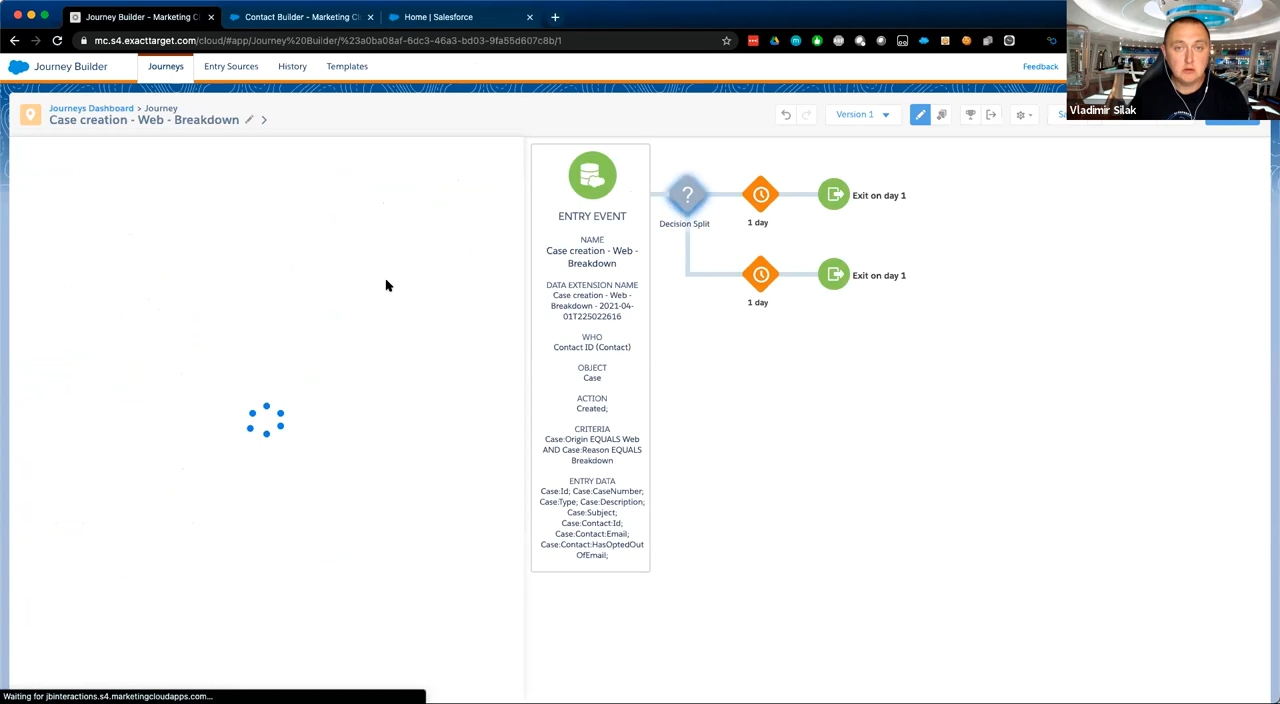 Journey Builder - Marketing Cl
Contact Builder - Marketing Cl
Home | Salesforce
mc.s4.exacttarget.com/cloud/#app/Journey%20Builder/%23a0ba08af-6dc3-46a3-bd03-9fa55d607c8b/1
Journey Builder
Journeys
Entry Sources
History
Templates
Feedback
Vladimir Silak
Journeys Dashboard > Journey
Case creation - Web - Breakdown
Version 1
ENTRY EVENT
NAME
Case creation - Web -
Breakdown
DATA EXTENSION NAME
Case creation - Web -
Breakdown - 2021-04-
01T225022616
WHO
Contact ID (Contact)
OBJECT
Case
ACTION
Created;
CRITERIA
Case:Origin EQUALS Web
AND Case:Reason EQUALS
Breakdown
ENTRY DATA
Case:Id; Case:CaseNumber;
Case:Type; Case:Description;
Case:Subject;
Case:Contact:Id;
Case:Contact:Email;
Case:Contact:HasOptedOut
OfEmail;
?
Decision Split
1 day
Exit on day 1
1 day
Exit on day 1
Waiting for jbinteractions.s4.marketingcloudapps.com...